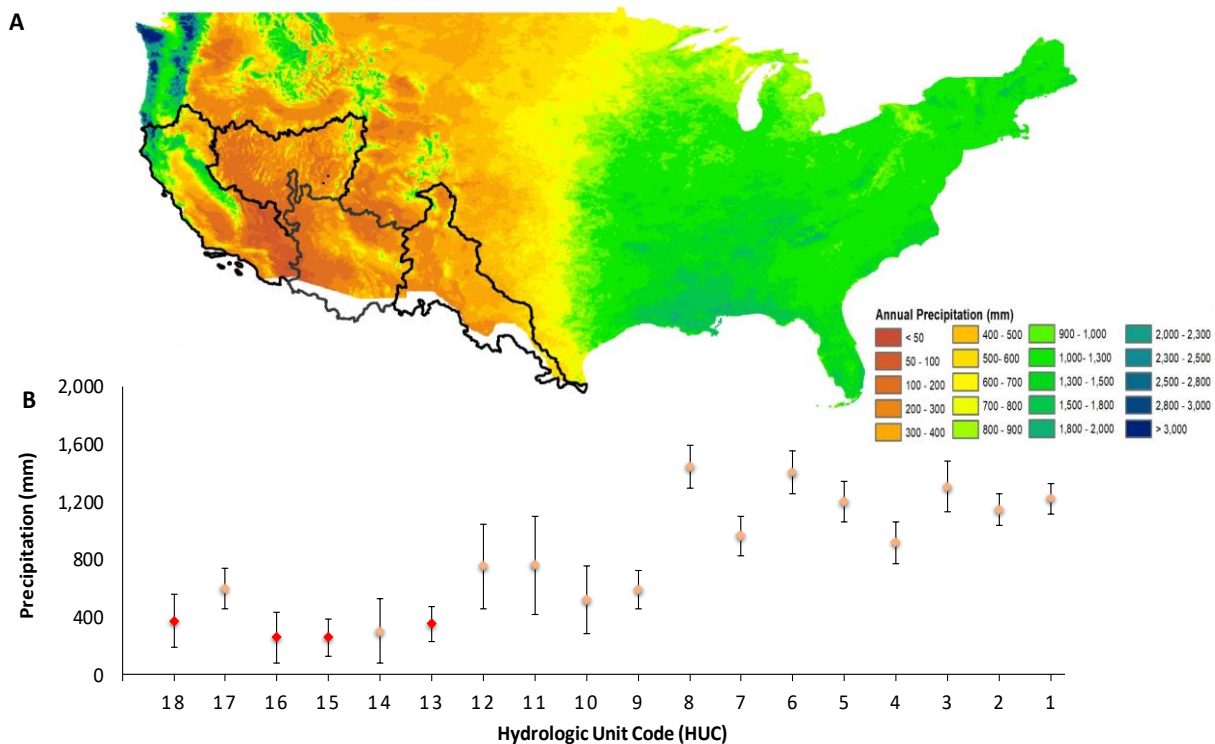 A
Annual Precipitation (mm)
< 50
50 - 100
100 - 200
200 - 300
300 - 400
400 - 500
500- 600
600 - 700
700 - 800
800 - 900
900 - 1,000
1,000- 1,300
1,300 - 1,500
1,500 - 1,800
1,800 - 2,000
2,000 - 2,300
2,300 - 2,500
2,500 - 2,800
2,800 - 3,000
> 3,000
B
Precipitation (mm)
2,000
1,600
1,200
800
400
0
18 17 16 15 14 13 12 11 10 9 8 7 6 5 4 3 2 1
Hydrologic Unit Code (HUC)